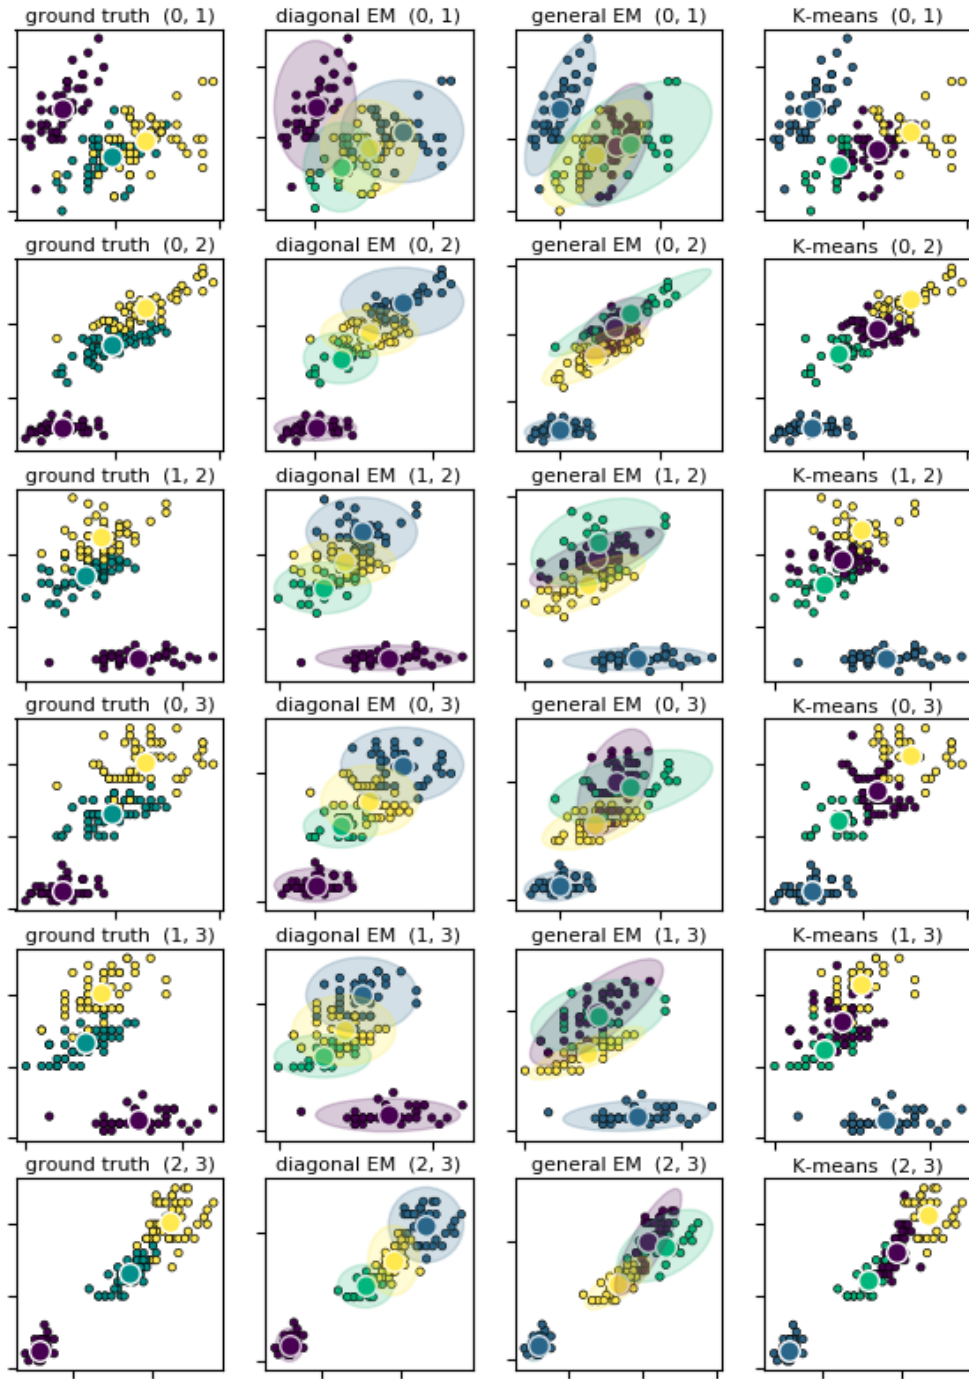 ground truth (0, 1) diagonal EM (0, 1) general EM (0, 1) K-means (0, 1)
ground truth (0, 2) diagonal EM (0, 2) general EM (0, 2) K-means (0, 2)
ground truth (1, 2) diagonal EM (1, 2) general EM (1, 2) K-means (1, 2)
ground truth (0, 3) diagonal EM (0, 3) general EM (0, 3) K-means (0, 3)
ground truth (1, 3) diagonal EM (1, 3) general EM (1, 3) K-means (1, 3)
ground truth (2, 3) diagonal EM (2, 3) general EM (2, 3) K-means (2, 3)